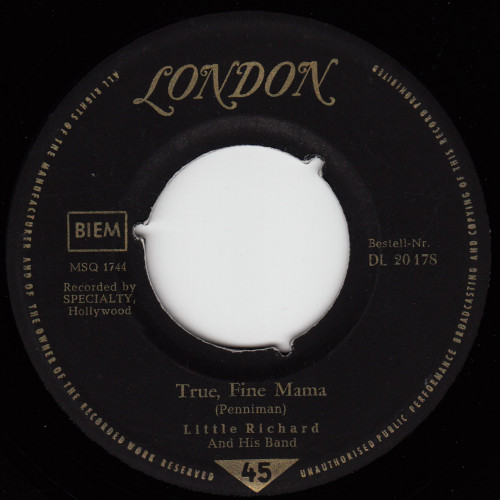 LONDON
ALL RIGHTS OF THE MANUFACTURER AND OF THE OWNER OF THE RECORDED WORK RESERVED
UNAUTHORISED PUBLIC PERFORMANCE BROADCASTING AND COPYING OF THIS RECORD PROHIBITED
BIEM
MSQ 1744
Recorded by
SPECIALTY,
Hollywood
Bestell-Nr.
DL 20178
True, Fine Mama
(Penniman)
Little Richard
And His Band
45